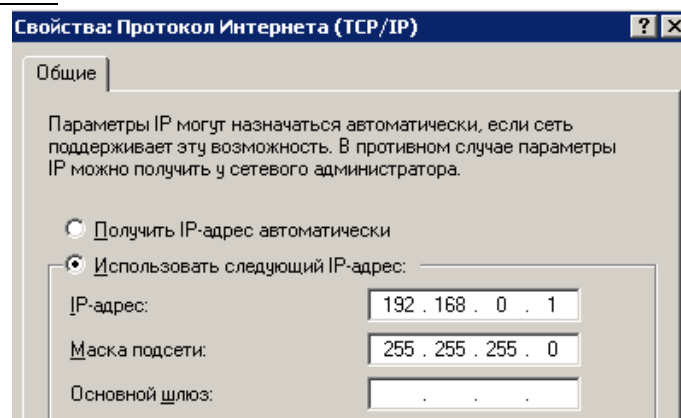 Свойства: Протокол Интернета (TCP/IP)
Общие
Параметры IP могут назначаться автоматически, если сеть
поддерживает эту возможность. В противном случае параметры
IP можно получить у сетевого администратора.
Получить IP-адрес автоматически
Использовать следующий IP-адрес:
IP-адрес: 192 . 168 . 0 . 1
Маска подсети: 255 . 255 . 255 . 0
Основной шлюз: . . .